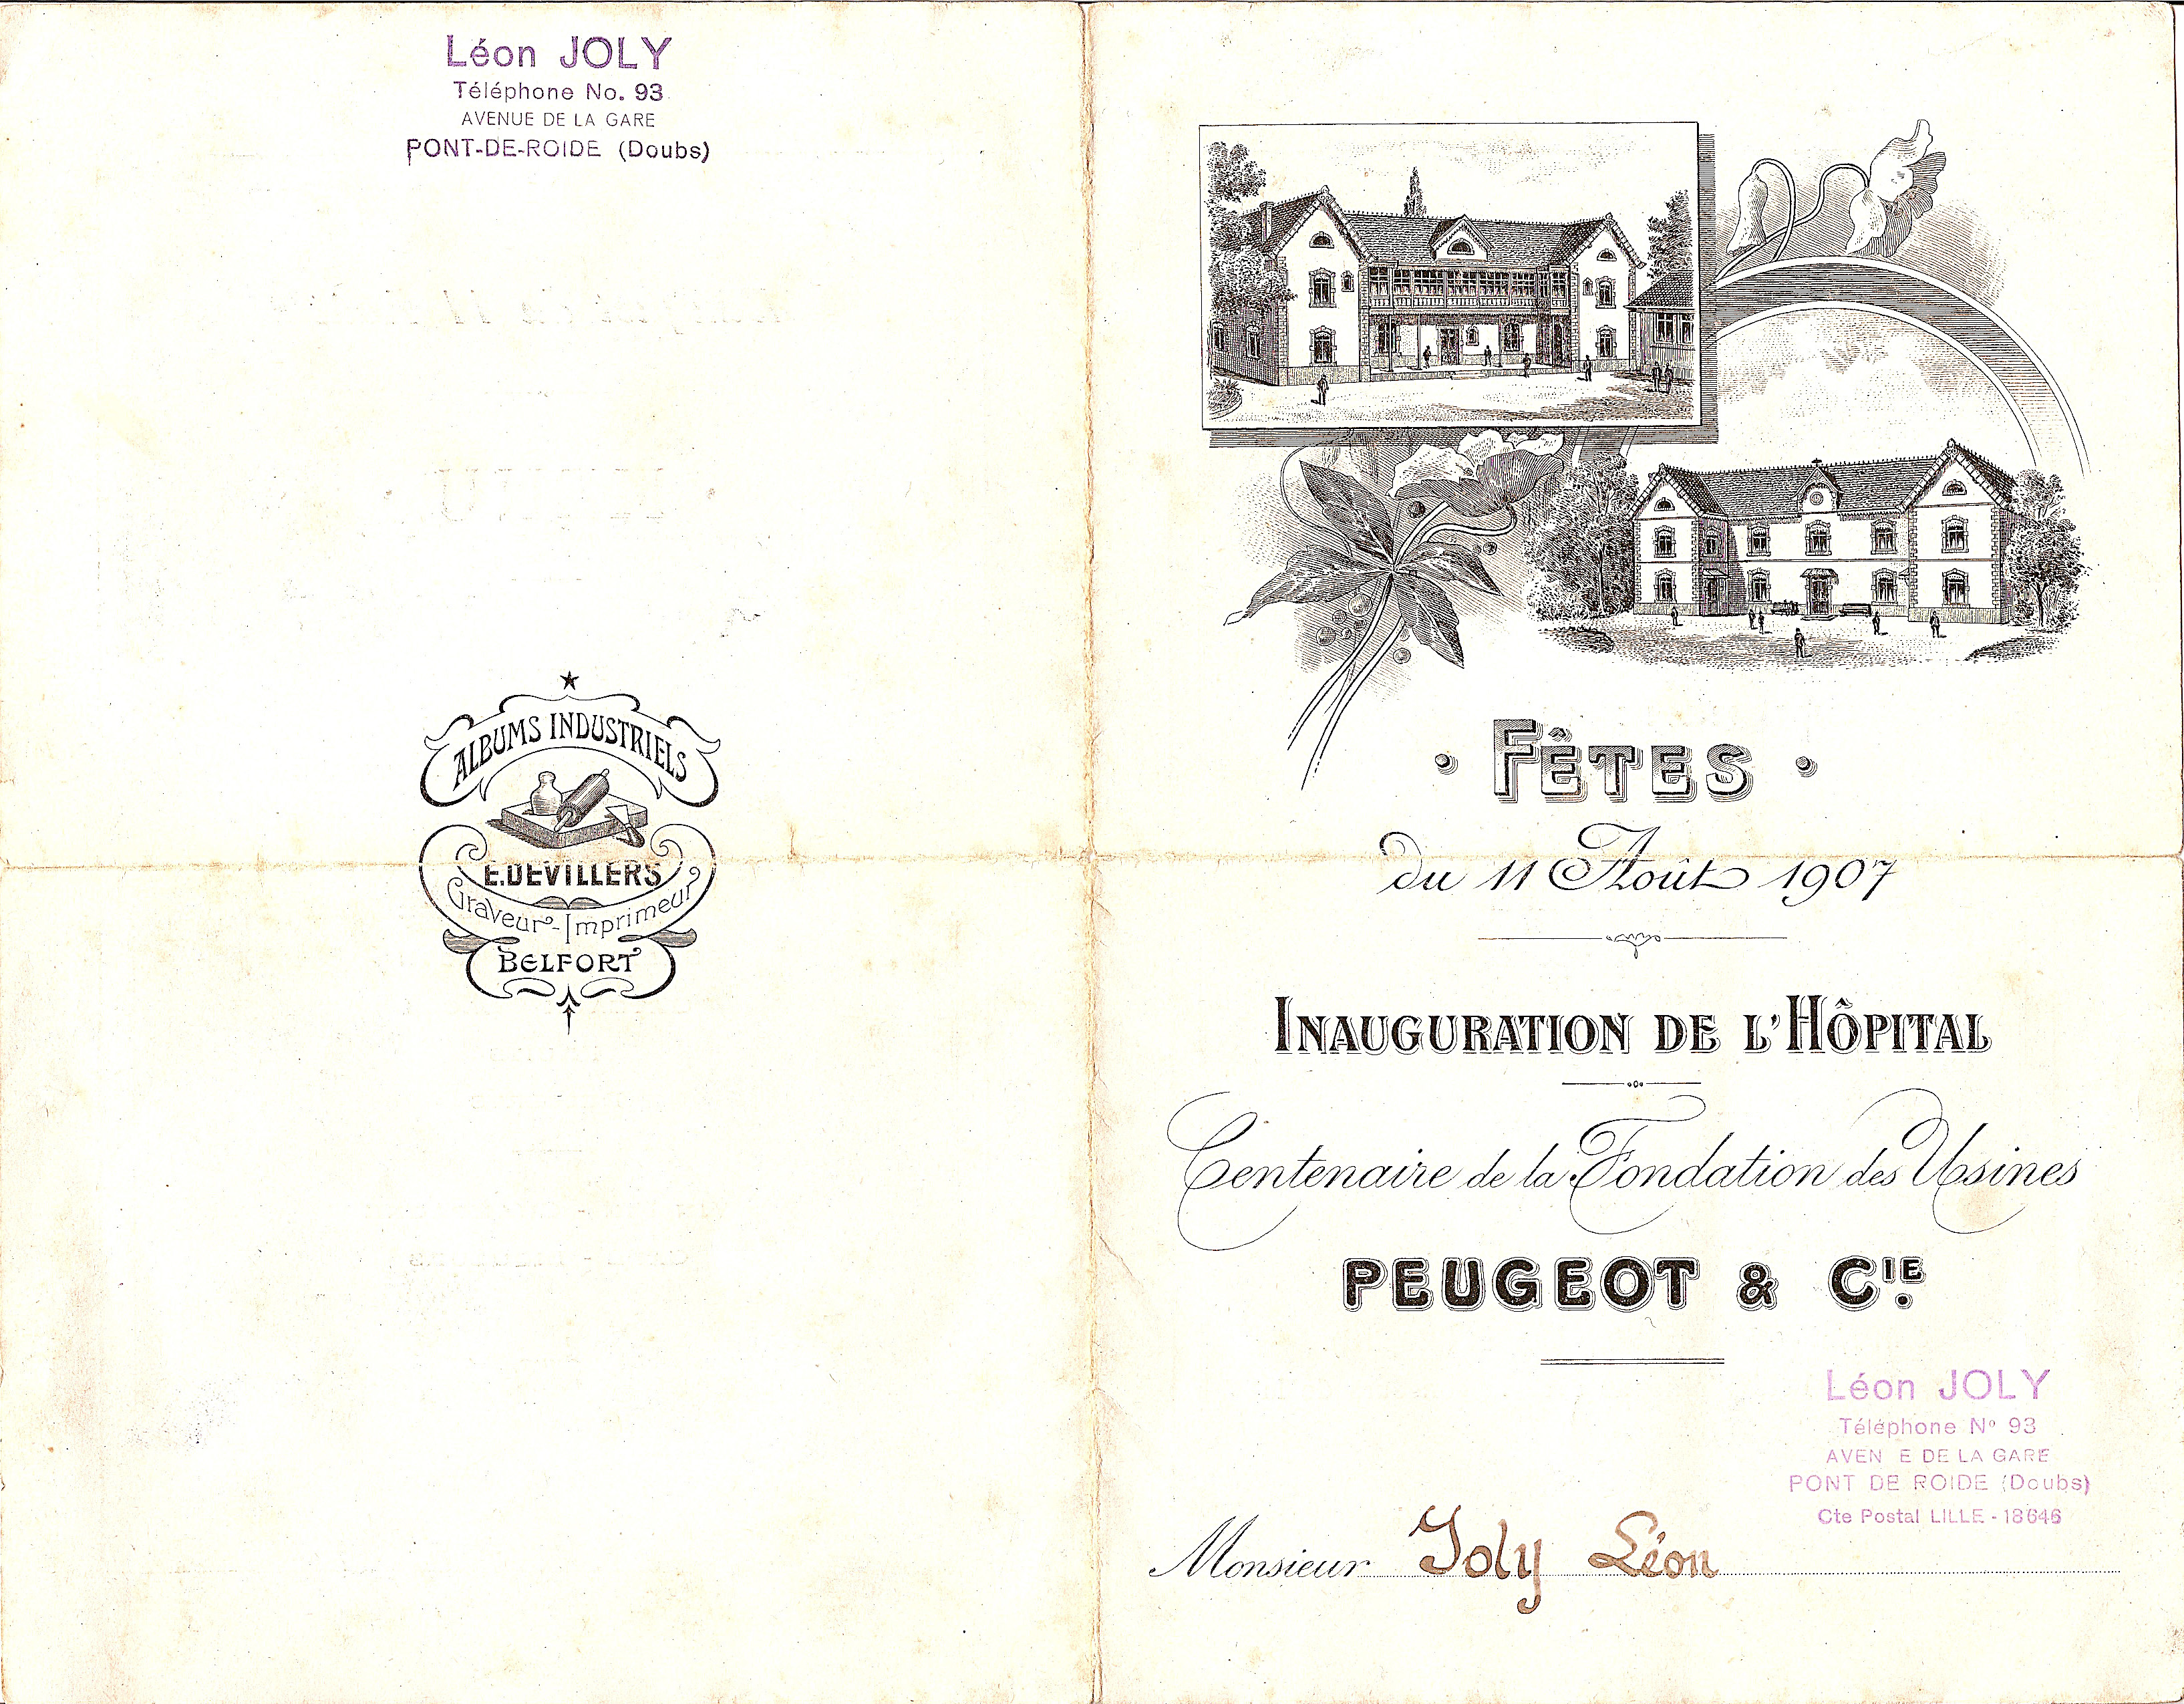 Léon JOLY
Téléphone No. 93
AVENUE DE LA GARE
PONT-DE-ROIDE (Doubs)
ALBUMS INDUSTRIELS
E. DEVILLERS
Graveur-Imprimeur
BELFORT
• FÊTES •
du 11 Août 1907
INAUGURATION DE L'HÔPITAL
Centenaire de la Fondation des Usines
PEUGEOT & CIE.
Léon JOLY
Téléphone No 93
AVEN E DE LA GARE
PONT DE ROIDE (Doubs)
Cte Postal LILLE - 18646
Monsieur Joly Léon